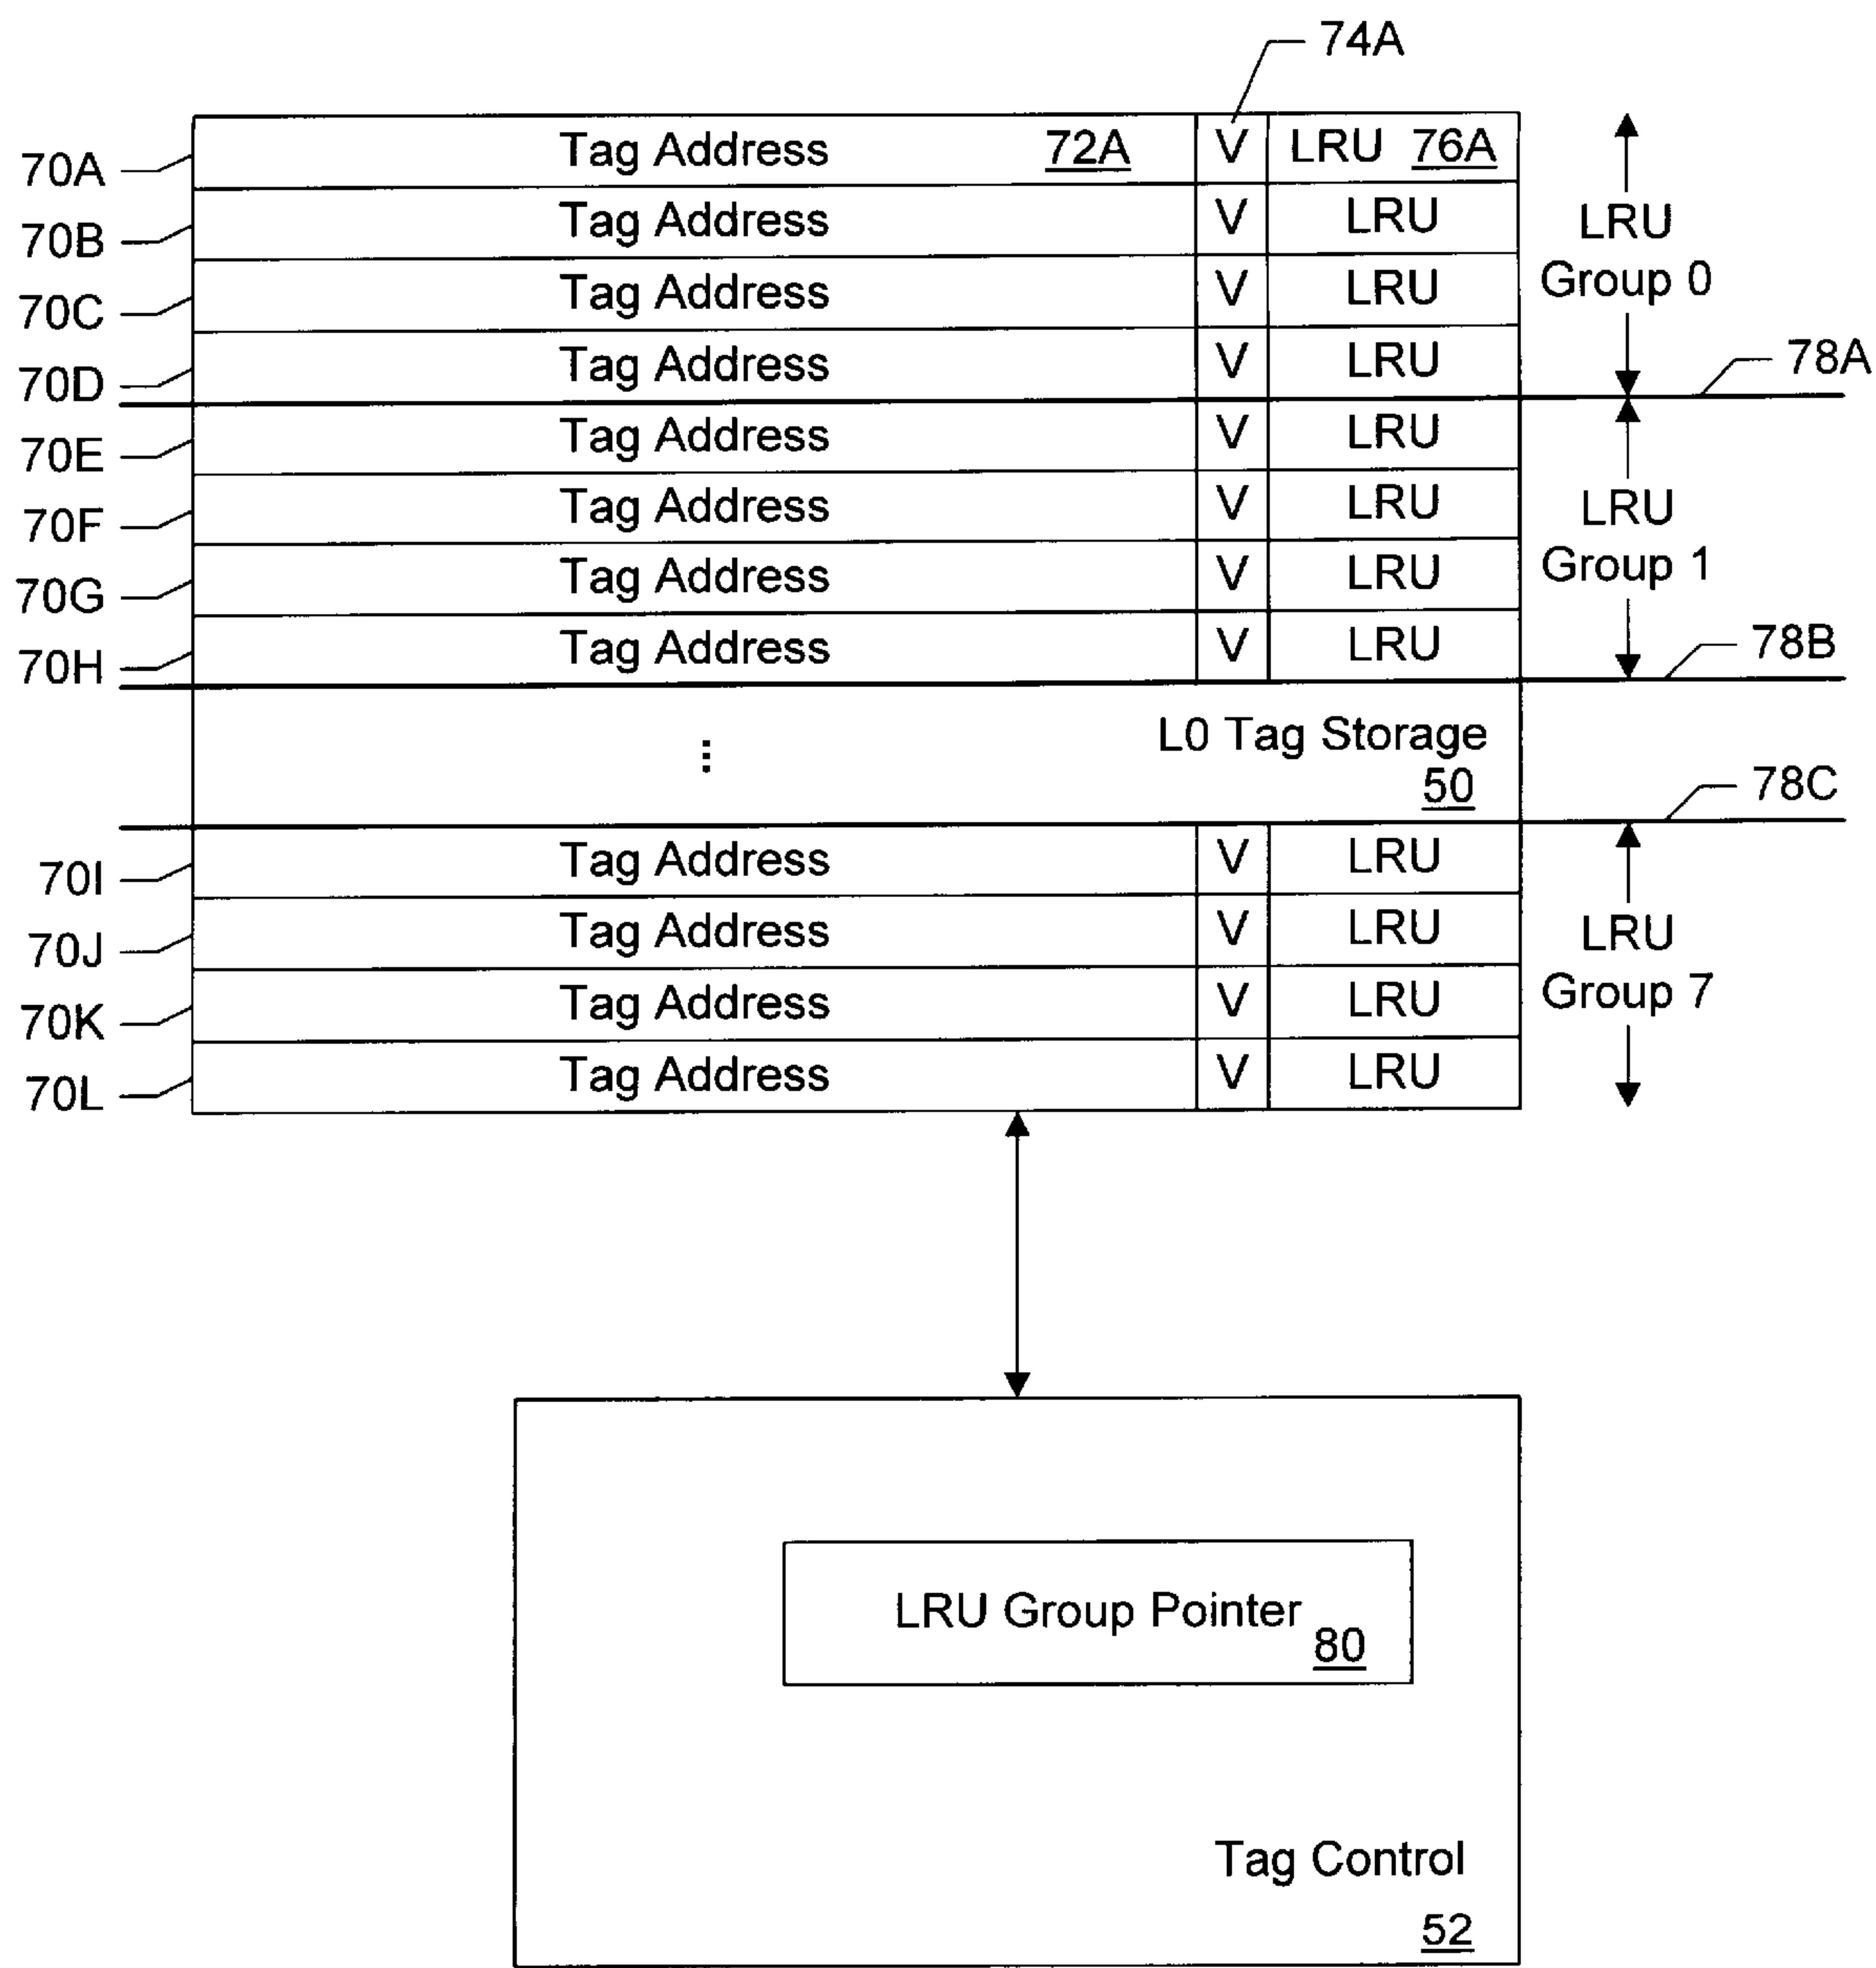 74A
70A Tag Address 72A V LRU 76A
70B Tag Address V LRU
70C Tag Address V LRU
70D Tag Address V LRU
LRU
Group 0
78A
70E Tag Address V LRU
70F Tag Address V LRU
70G Tag Address V LRU
70H Tag Address V LRU
LRU
Group 1
78B
L0 Tag Storage
⋮
50
78C
70I Tag Address V LRU
70J Tag Address V LRU
70K Tag Address V LRU
70L Tag Address V LRU
LRU
Group 7
LRU Group Pointer
80
Tag Control
52